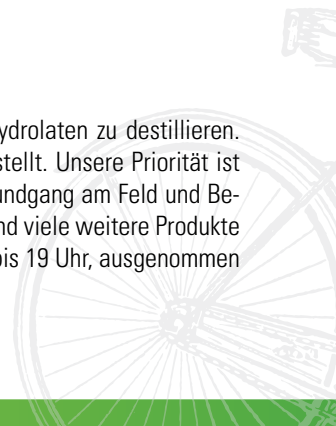 ydrolaten zu destillieren.
stellt. Unsere Priorität ist
undgang am Feld und Be-
nd viele weitere Produkte
bis 19 Uhr, ausgenommen